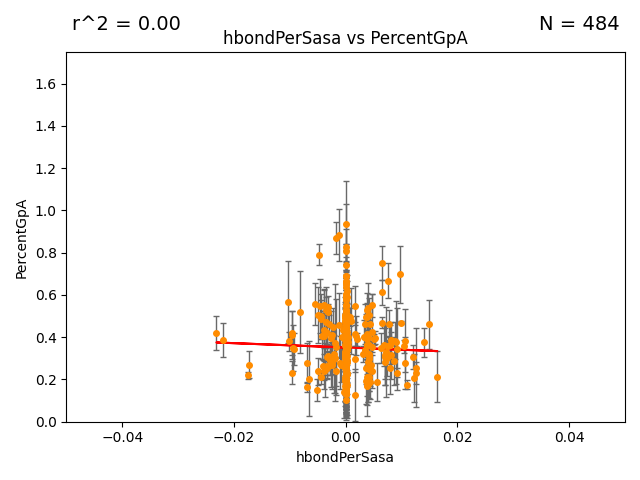 r^2 = 0.00
N = 484
hbondPerSasa vs PercentGpA
PercentGpA
1.6
1.4
1.2
1.0
0.8
0.6
0.4
0.2
0.0
−0.04
−0.02
0.00
0.02
0.04
hbondPerSasa